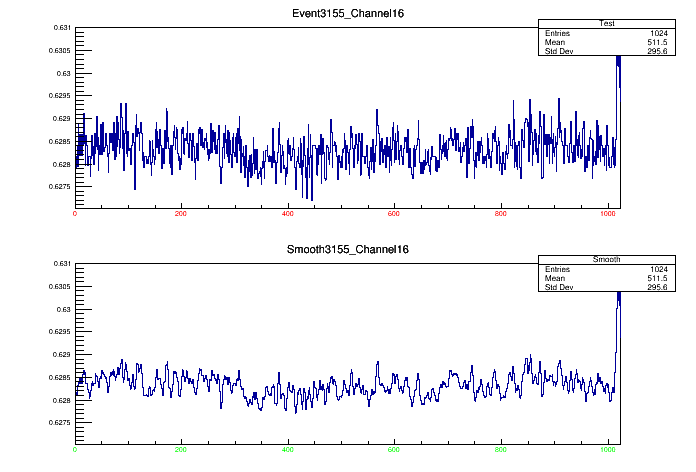 Event3155_Channel16
Test
Entries 1024
Mean 511.5
Std Dev 295.6
0.631
0.6305
0.63
0.6295
0.629
0.6285
0.628
0.6275
0 200 400 600 800 1000
Smooth3155_Channel16
Smooth
Entries 1024
Mean 511.5
Std Dev 295.6
0.631
0.6305
0.63
0.6295
0.629
0.6285
0.628
0.6275
0 200 400 600 800 1000